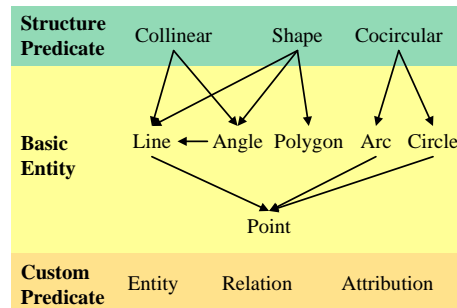 Structure Predicate
Collinear Shape Cocircular
Basic Entity
Line Angle Polygon Arc Circle
Point
Custom Predicate
Entity Relation Attribution